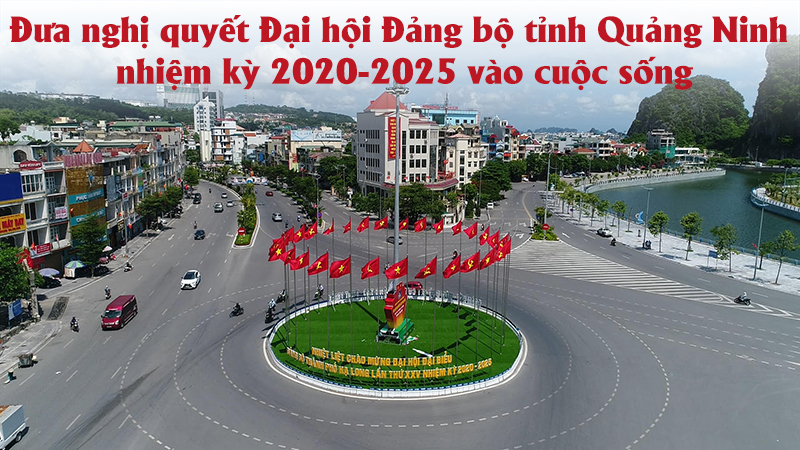 Đưa nghị quyết Đại hội Đảng bộ tỉnh Quảng Ninh
nhiệm kỳ 2020-2025 vào cuộc sống
NHIỆT LIỆT CHÀO MỪNG ĐẠI HỘI ĐẠI BIỂU
BỘ THÀNH PHỐ HẠ LONG LẦN THỨ XXV NHIỆM KỲ 2020 - 2025